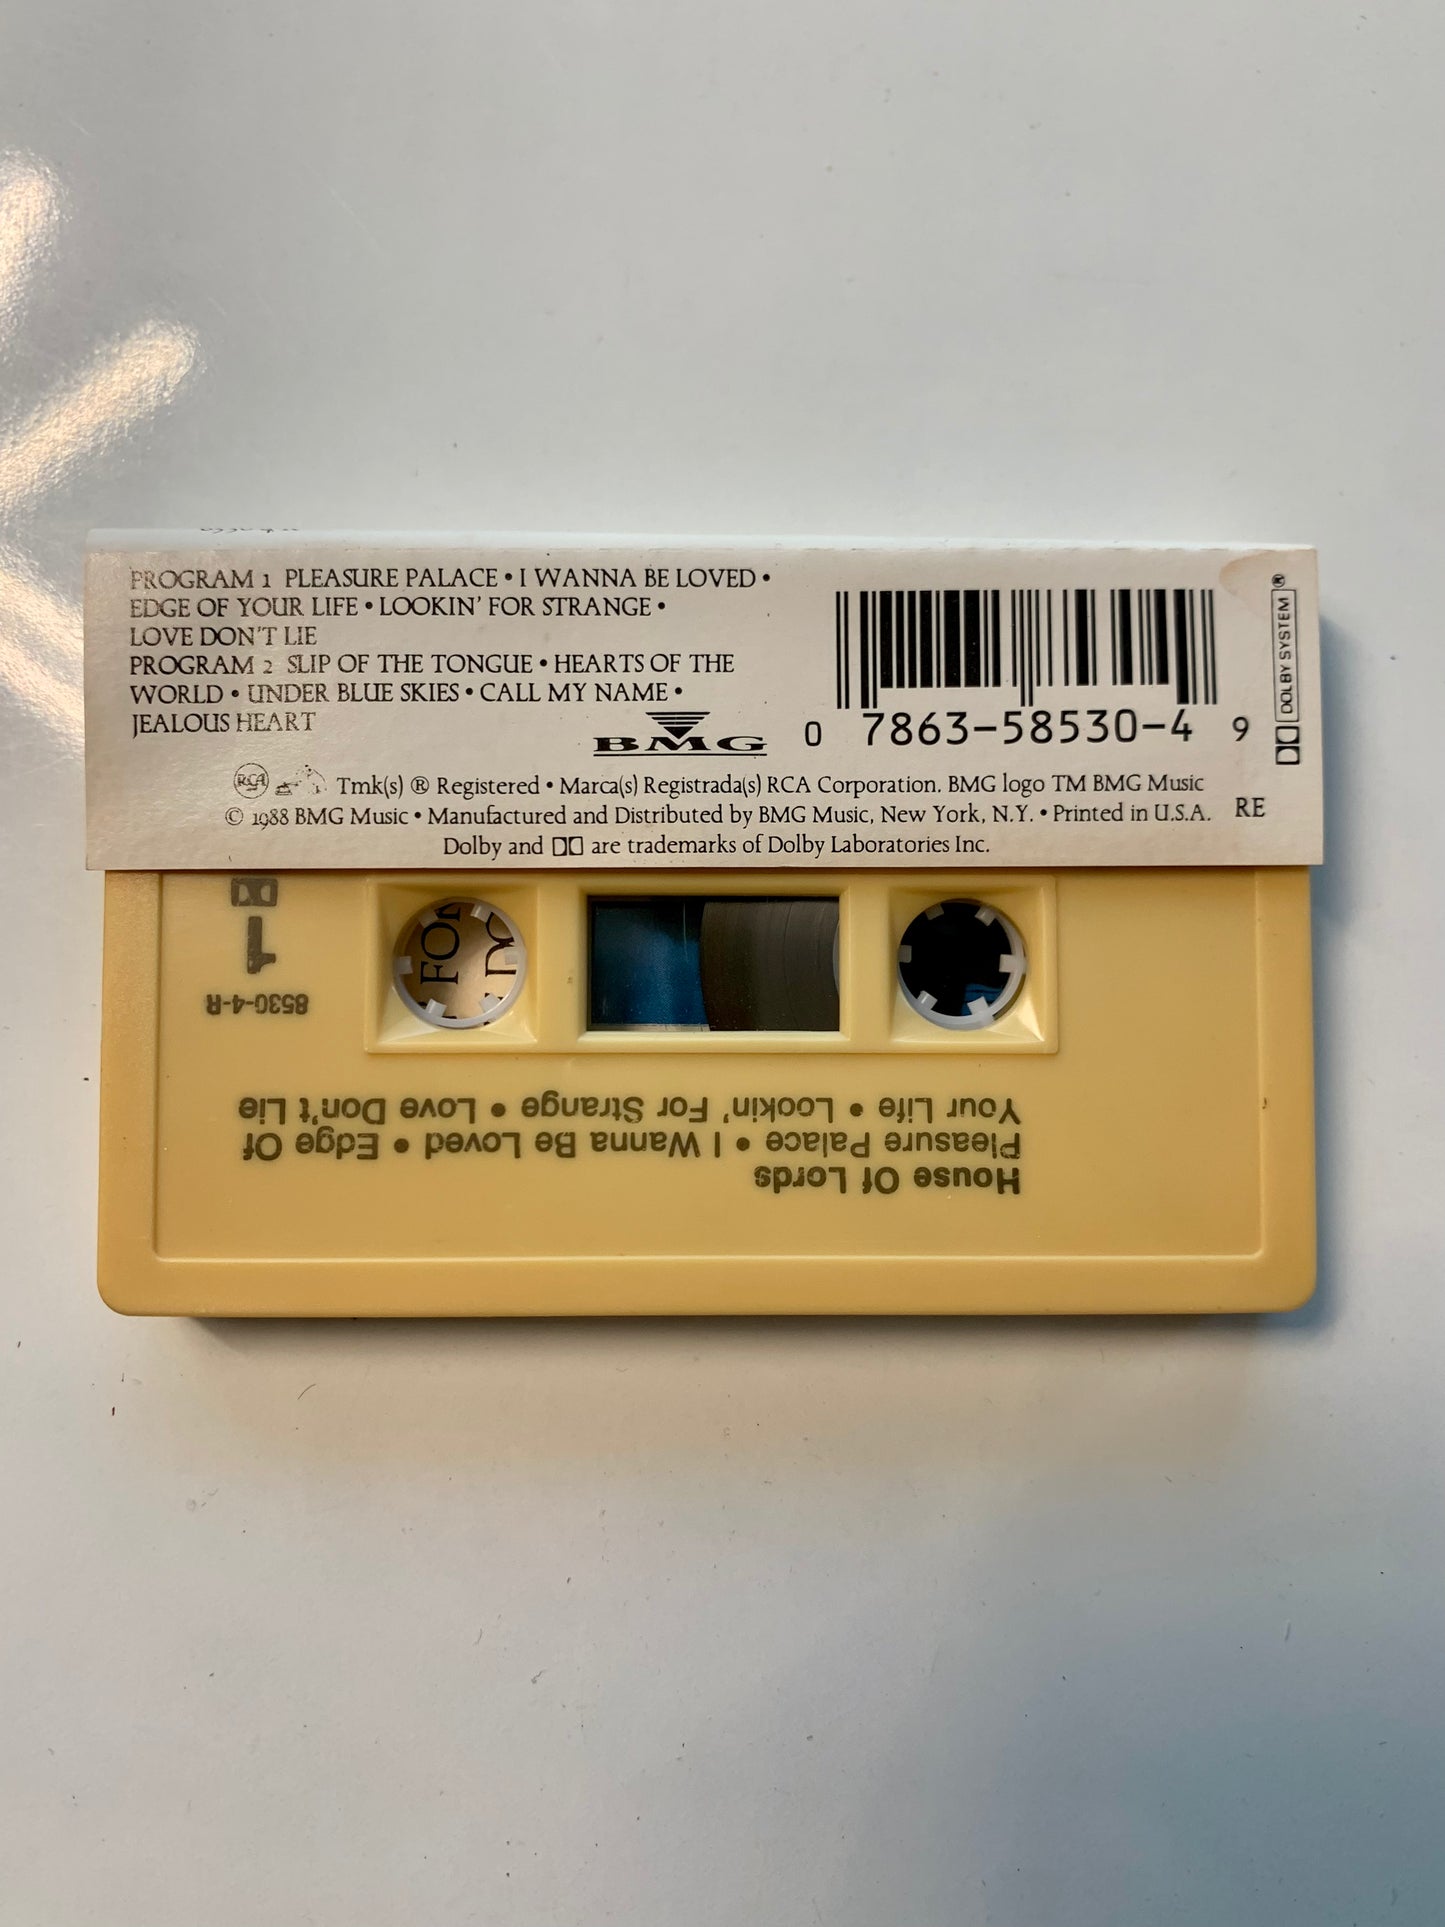 PROGRAM 1 PLEASURE PALACE • I WANNA BE LOVED •
EDGE OF YOUR LIFE • LOOKIN' FOR STRANGE •
LOVE DON'T LIE
PROGRAM 2 SLIP OF THE TONGUE • HEARTS OF THE
WORLD • UNDER BLUE SKIES • CALL MY NAME •
JEALOUS HEART
BMG
0 7863-58530-4 9
DOLBY SYSTEM®
RCA Tmk(s) ® Registered • Marca(s) Registrada(s) RCA Corporation. BMG logo TM BMG Music
© 1988 BMG Music • Manufactured and Distributed by BMG Music, New York, N.Y. • Printed in U.S.A. RE
Dolby and are trademarks of Dolby Laboratories Inc.
House Of Lords
Pleasure Palace • I Wanna Be Loved • Edge Of
Your Life • Lookin' For Strange • Love Don't Lie
8530-4-R
1